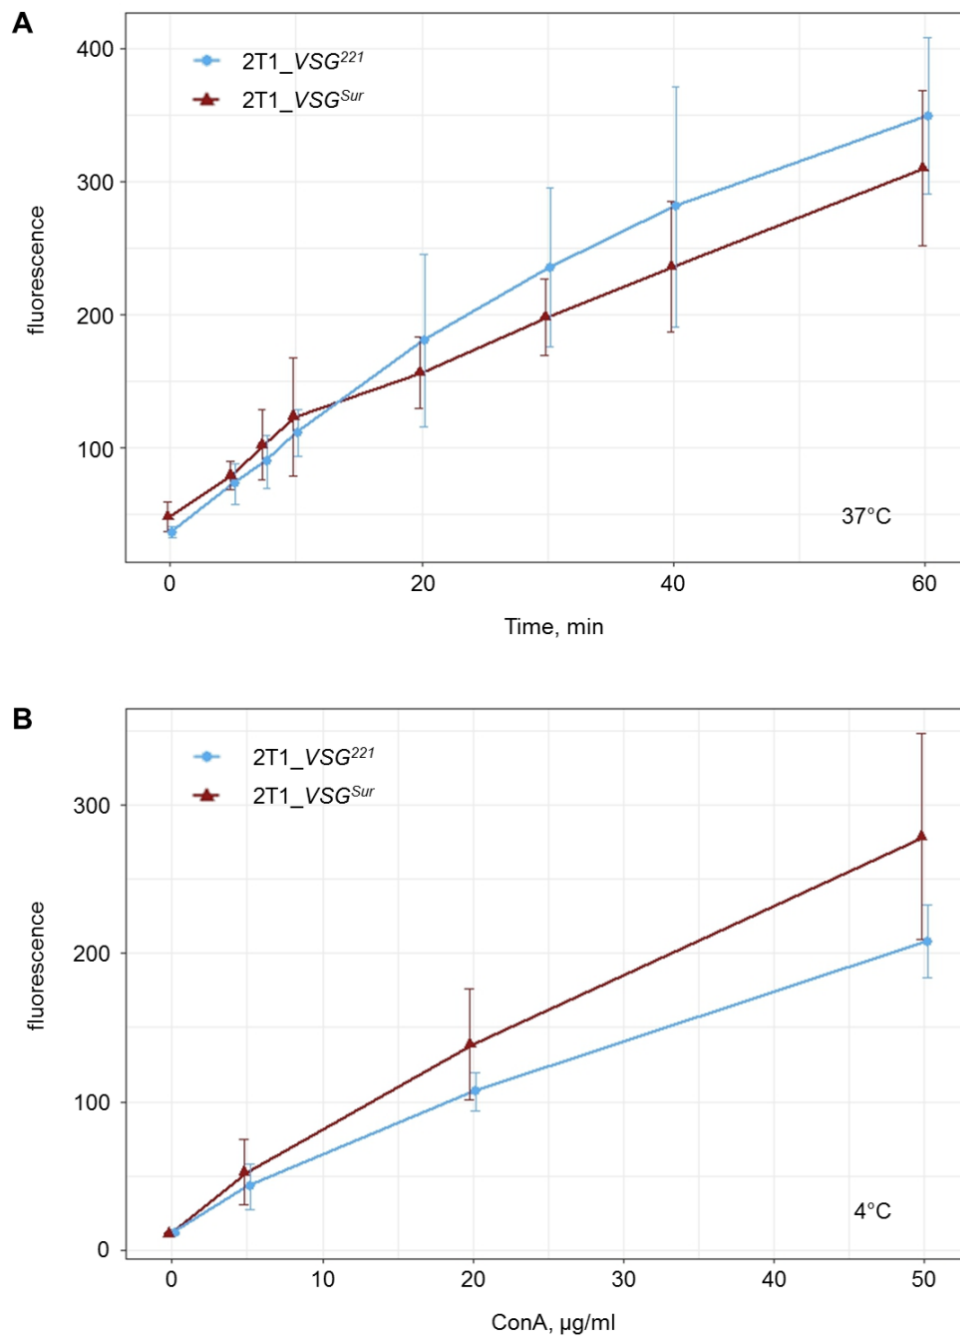 A
2T1_VSG²²¹
2T1_VSGˢᵘʳ
400
300
200
100
fluorescence
37°C
0
20
40
60
Time, min
B
2T1_VSG²²¹
2T1_VSGˢᵘʳ
300
200
100
0
fluorescence
4°C
0
10
20
30
40
50
ConA, µg/ml